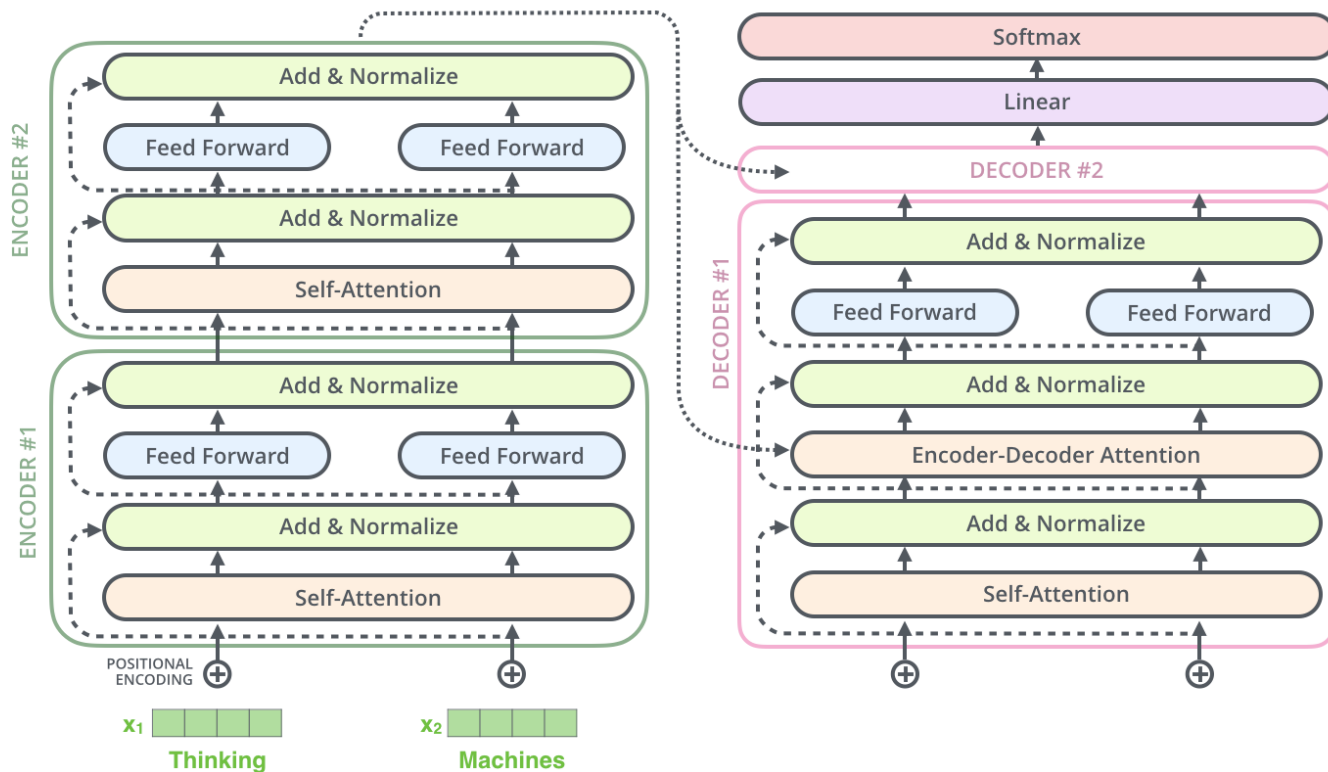 ENCODER #2
Add & Normalize
Feed Forward
Feed Forward
Add & Normalize
Self-Attention
ENCODER #1
Add & Normalize
Feed Forward
Feed Forward
Add & Normalize
Self-Attention
POSITIONAL
ENCODING
x₁
x₂
Thinking
Machines
Softmax
Linear
DECODER #2
DECODER #1
Add & Normalize
Feed Forward
Feed Forward
Add & Normalize
Encoder-Decoder Attention
Add & Normalize
Self-Attention